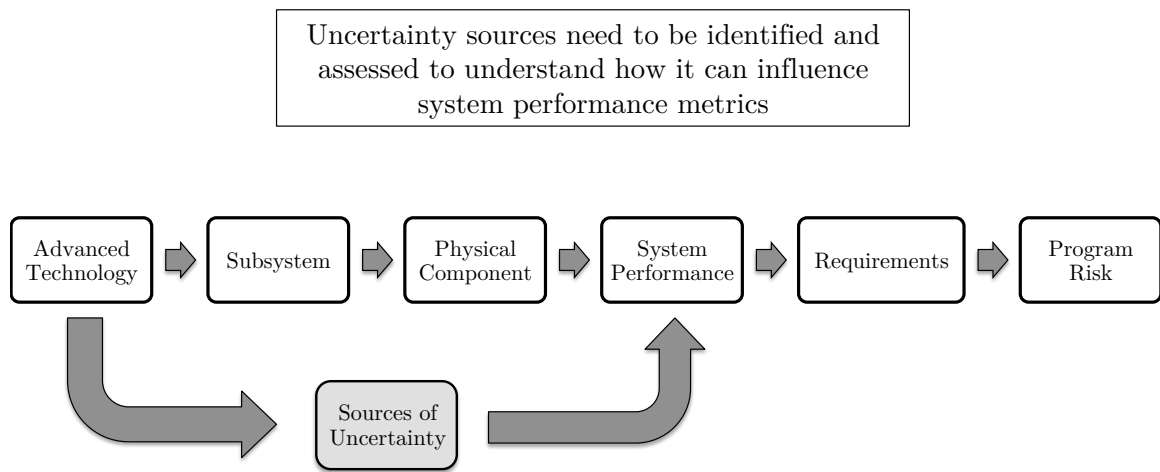 Uncertainty sources need to be identified and
assessed to understand how it can influence
system performance metrics
Advanced
Technology
Subsystem
Physical
Component
System
Performance
Requirements
Program
Risk
Sources of
Uncertainty